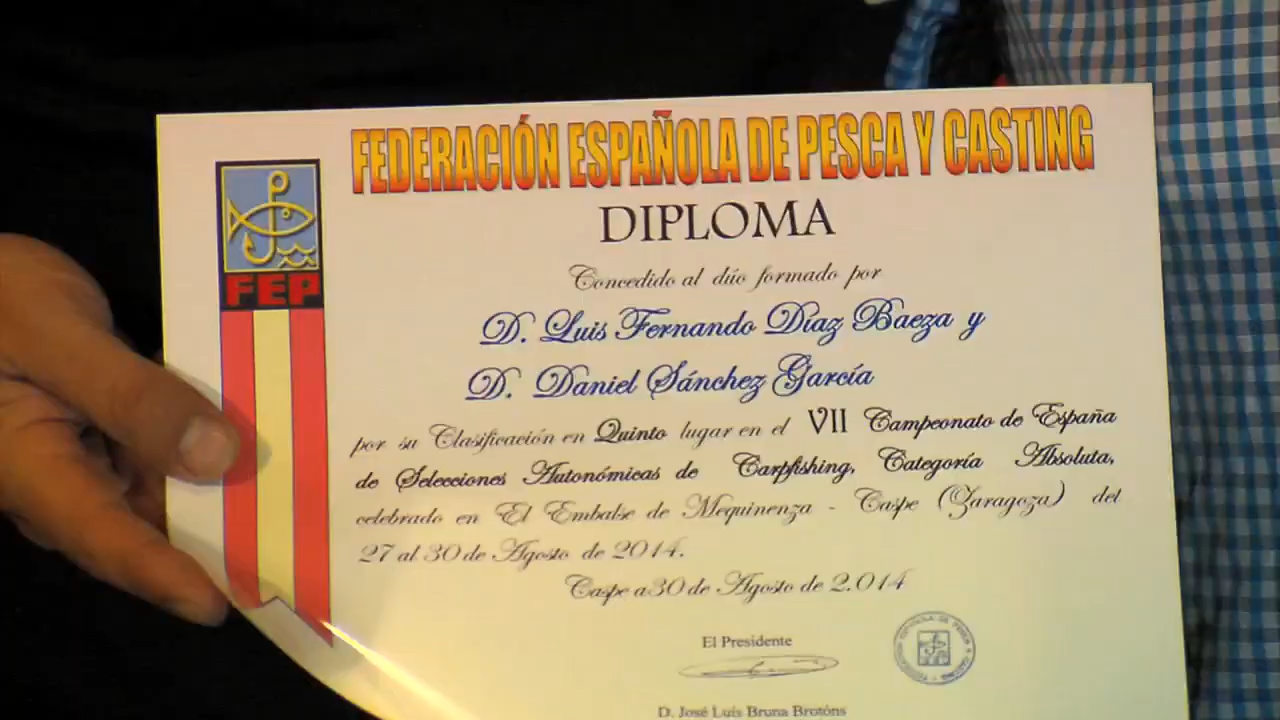 FEDERACIÓN ESPAÑOLA DE PESCA Y CASTING
FEP
DIPLOMA
Concedido al dúo formado por
D. Luis Fernando Díaz Baeza y
D. Daniel Sánchez García
por su Clasificación en Quinto lugar en el VII Campeonato de España
de Selecciones Autonómicas de Carpfishing, Categoría Absoluta,
celebrado en El Embalse de Mequinenza - Caspe (Zaragoza) del
27 al 30 de Agosto de 2014.
Caspe a 30 de Agosto de 2.014
El Presidente
FEP
D. José Luis Bruna Brotóns